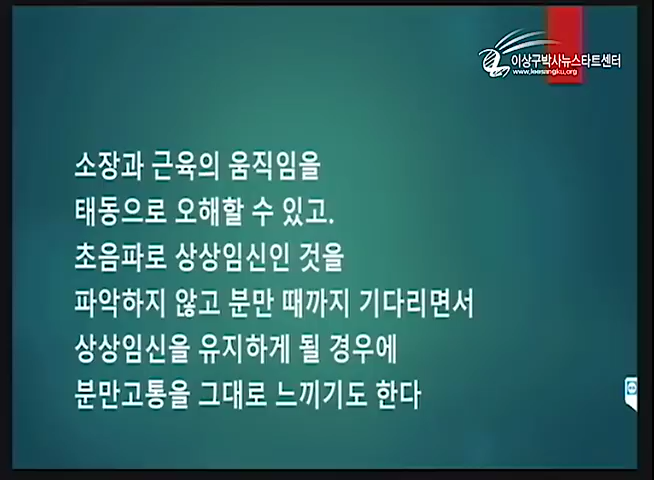 이상구박사뉴스타트센터
www.leesangku.org
소장과 근육의 움직임을
태동으로 오해할 수 있고.
초음파로 상상임신인 것을
파악하지 않고 분만 때까지 기다리면서
상상임신을 유지하게 될 경우에
분만고통을 그대로 느끼기도 한다